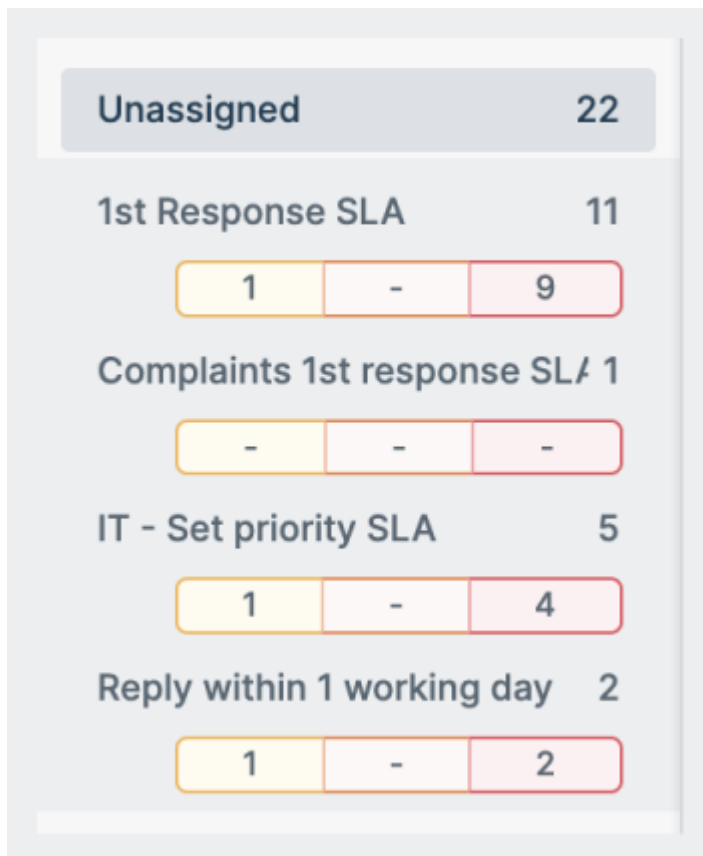 Unassigned 22
1st Response SLA 11
1 - 9
Complaints 1st response SLA 1
- - -
IT - Set priority SLA 5
1 - 4
Reply within 1 working day 2
1 - 2